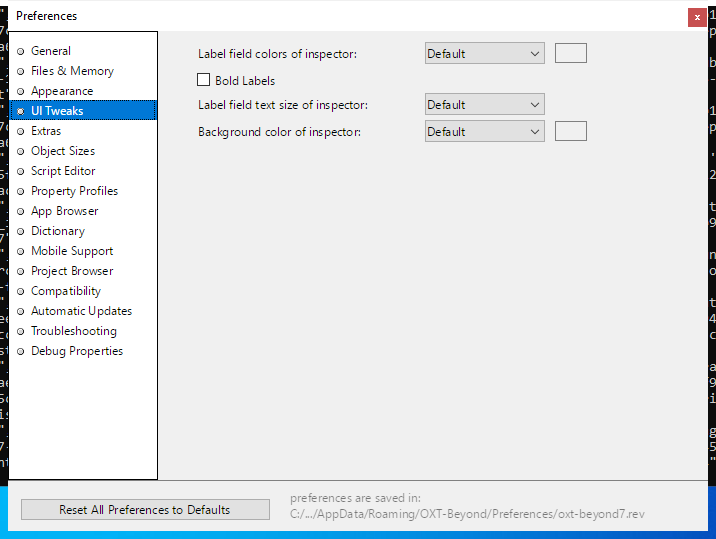 Preferences
x
General
Files & Memory
Appearance
UI Tweaks
Extras
Object Sizes
Script Editor
Property Profiles
App Browser
Dictionary
Mobile Support
Project Browser
Compatibility
Automatic Updates
Troubleshooting
Debug Properties
Label field colors of inspector:
Default
Bold Labels
Label field text size of inspector:
Default
Background color of inspector:
Default
Reset All Preferences to Defaults
preferences are saved in:
C:/.../AppData/Roaming/OXT-Beyond/Preferences/oxt-beyond7.rev